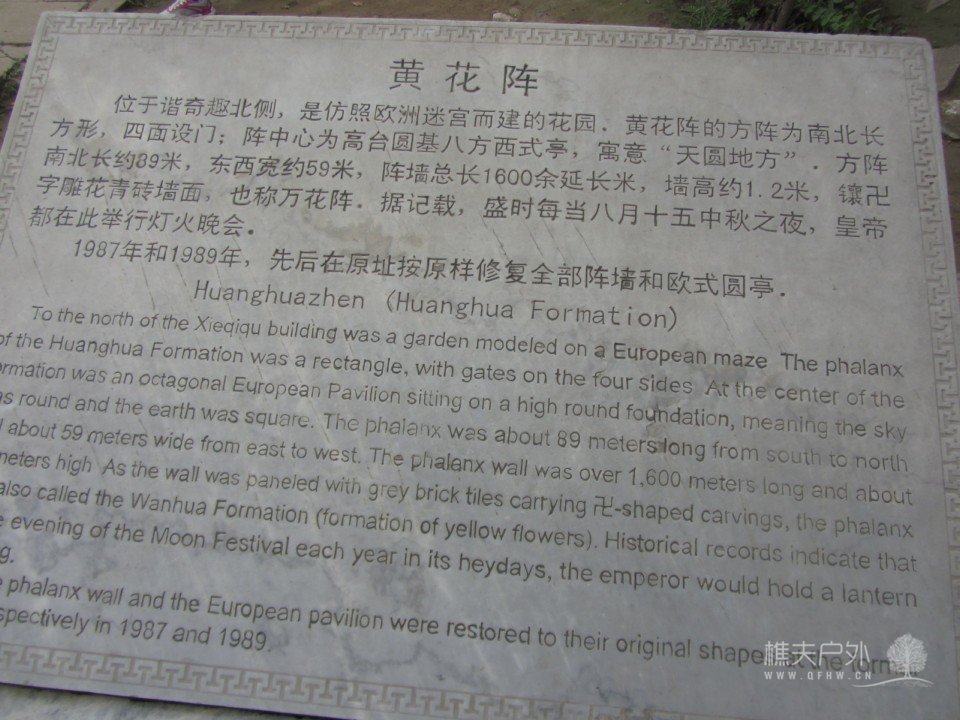 黄花阵
位于谐奇趣北侧，是仿照欧洲迷宫而建的花园．黄花阵的方阵为南北长
方形，四面设门；阵中心为高台圆基八方西式亭，寓意“天圆地方”．方阵
南北长约89米，东西宽约59米，阵墙总长1600余延长米，墙高约1.2米，镶卍
字雕花青砖墙面，也称万花阵．据记载，盛时每当八月十五中秋之夜，皇帝
都在此举行灯火晚会。
1987年和1989年，先后在原址按原样修复全部阵墙和欧式圆亭．
Huanghuazhen (Huanghua Formation)
To the north of the Xieqiqu building was a garden modeled on a European maze The phalanx
of the Huanghua Formation was a rectangle, with gates on the four sides At the center of the
ormation was an octagonal European Pavilion sitting on a high round foundation, meaning the sky
as round and the earth was square. The phalanx was about 89 meters long from south to north
about 59 meters wide from east to west. The phalanx wall was over 1,600 meters long and about
meters high As the wall was paneled with grey brick tiles carrying 卍-shaped carvings, the phalanx
also called the Wanhua Formation (formation of yellow flowers). Historical records indicate that
e evening of the Moon Festival each year in its heydays, the emperor would hold a lantern
g.
e phalanx wall and the European pavilion were restored to their original shape at the form
spectively in 1987 and 1989
樵夫户外
WWW.QFHW.CN